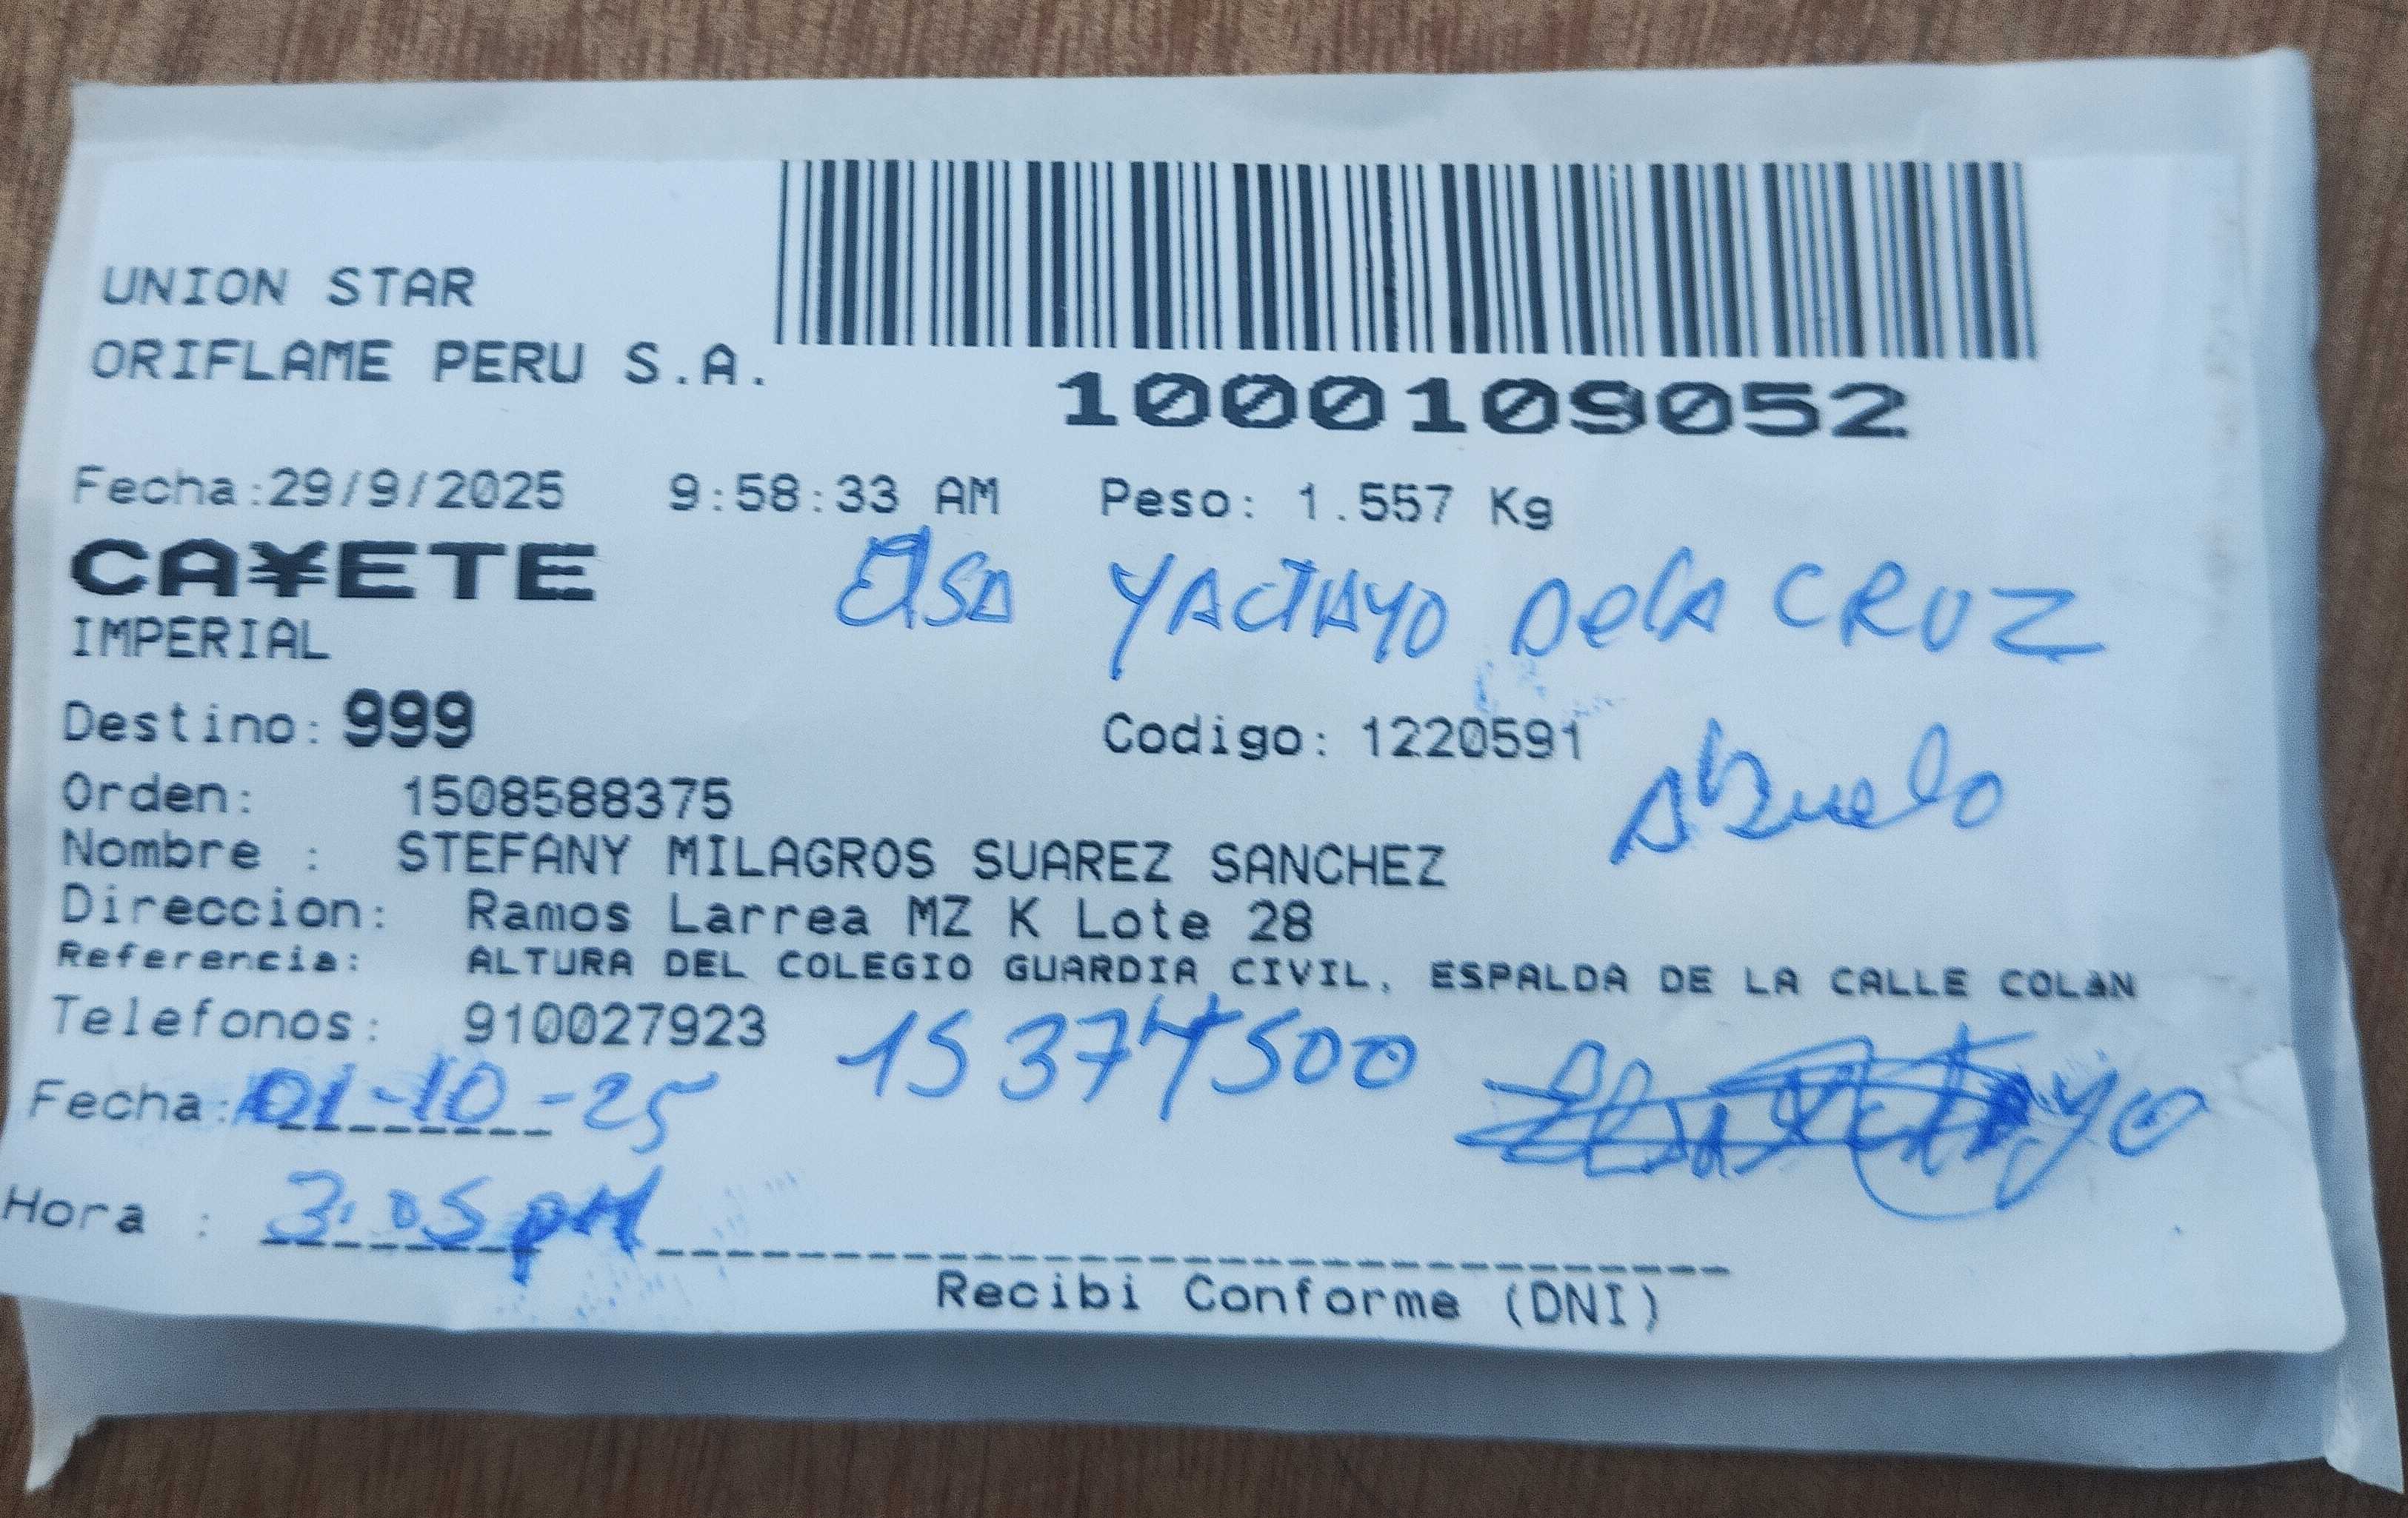 UNION STAR
ORIFLAME PERU S.A.
1000109052
Fecha:29/9/2025 9:58:33 AM Peso: 1.557 Kg
CA¥ETE
Elsa YACTAYO DelA CRUZ
IMPERIAL
Destino: 999 Codigo: 1220591
Abuelo
Orden: 1508588375
Nombre : STEFANY MILAGROS SUAREZ SANCHEZ
Direccion: Ramos Larrea MZ K Lote 28
Referencia: ALTURA DEL COLEGIO GUARDIA CIVIL, ESPALDA DE LA CALLE COLAN
Telefonos: 910027923
15374500
Fecha: 01-10-25
Hora : 3:05 pM
Recibi Conforme (DNI)